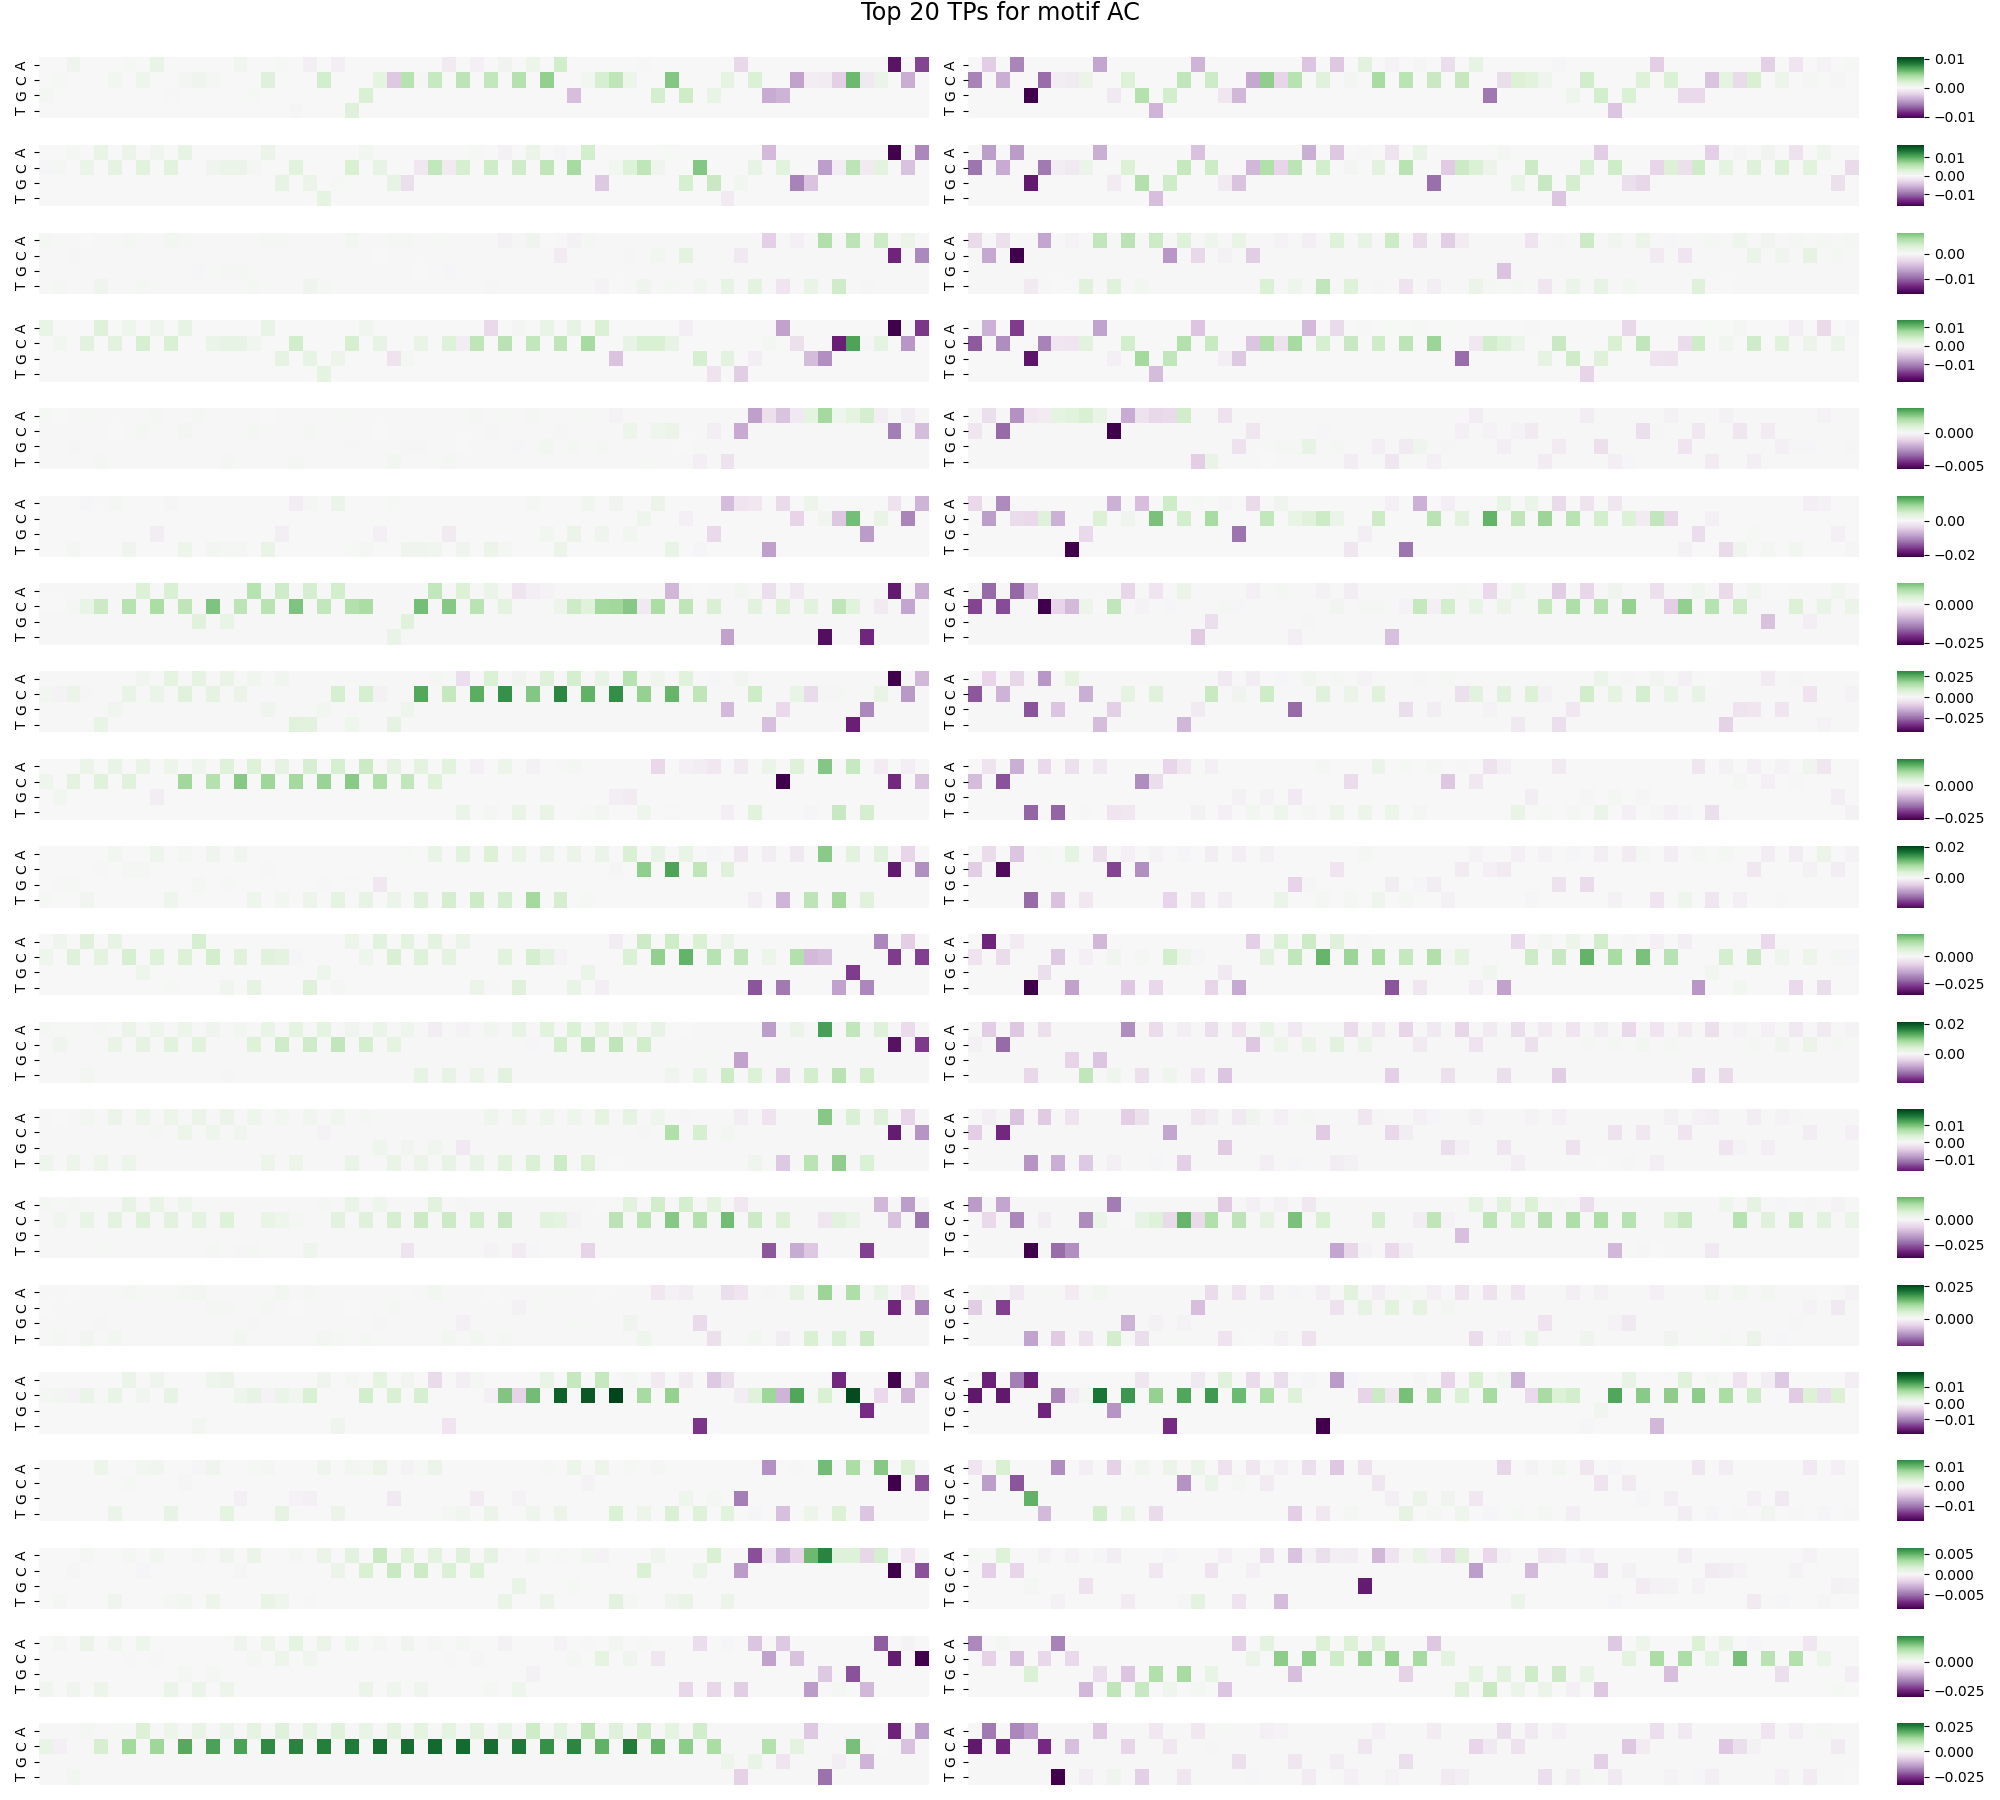 Top 20 TPs for motif AC
T G C A T G C A 0.01 0.00 −0.01
T G C A T G C A 0.01 0.00 −0.01
T G C A T G C A 0.00 −0.01
T G C A T G C A 0.01 0.00 −0.01
T G C A T G C A 0.000 −0.005
T G C A T G C A 0.00 −0.02
T G C A T G C A 0.000 −0.025
T G C A T G C A 0.025 0.000 −0.025
T G C A T G C A 0.000 −0.025
T G C A T G C A 0.02 0.00
T G C A T G C A 0.000 −0.025
T G C A T G C A 0.02 0.00
T G C A T G C A 0.01 0.00 −0.01
T G C A T G C A 0.000 −0.025
T G C A T G C A 0.025 0.000
T G C A T G C A 0.01 0.00 −0.01
T G C A T G C A 0.01 0.00 −0.01
T G C A T G C A 0.005 0.000 −0.005
T G C A T G C A 0.000 −0.025
T G C A T G C A 0.025 0.000 −0.025